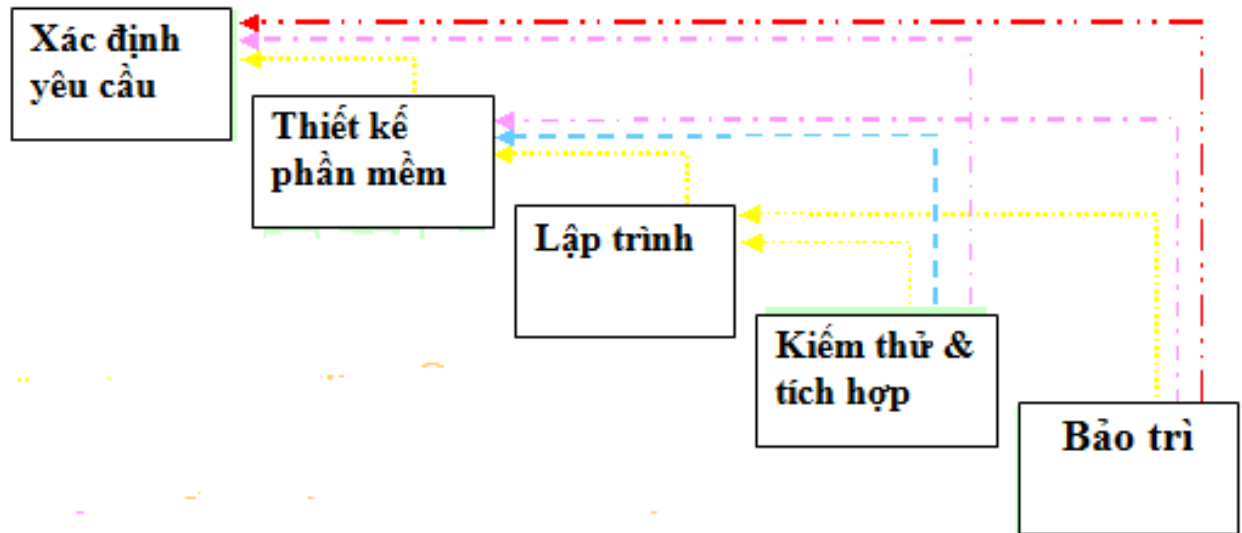 Xác định
yêu cầu
Thiết kế
phần mềm
Lập trình
Kiểm thử &
tích hợp
Bảo trì